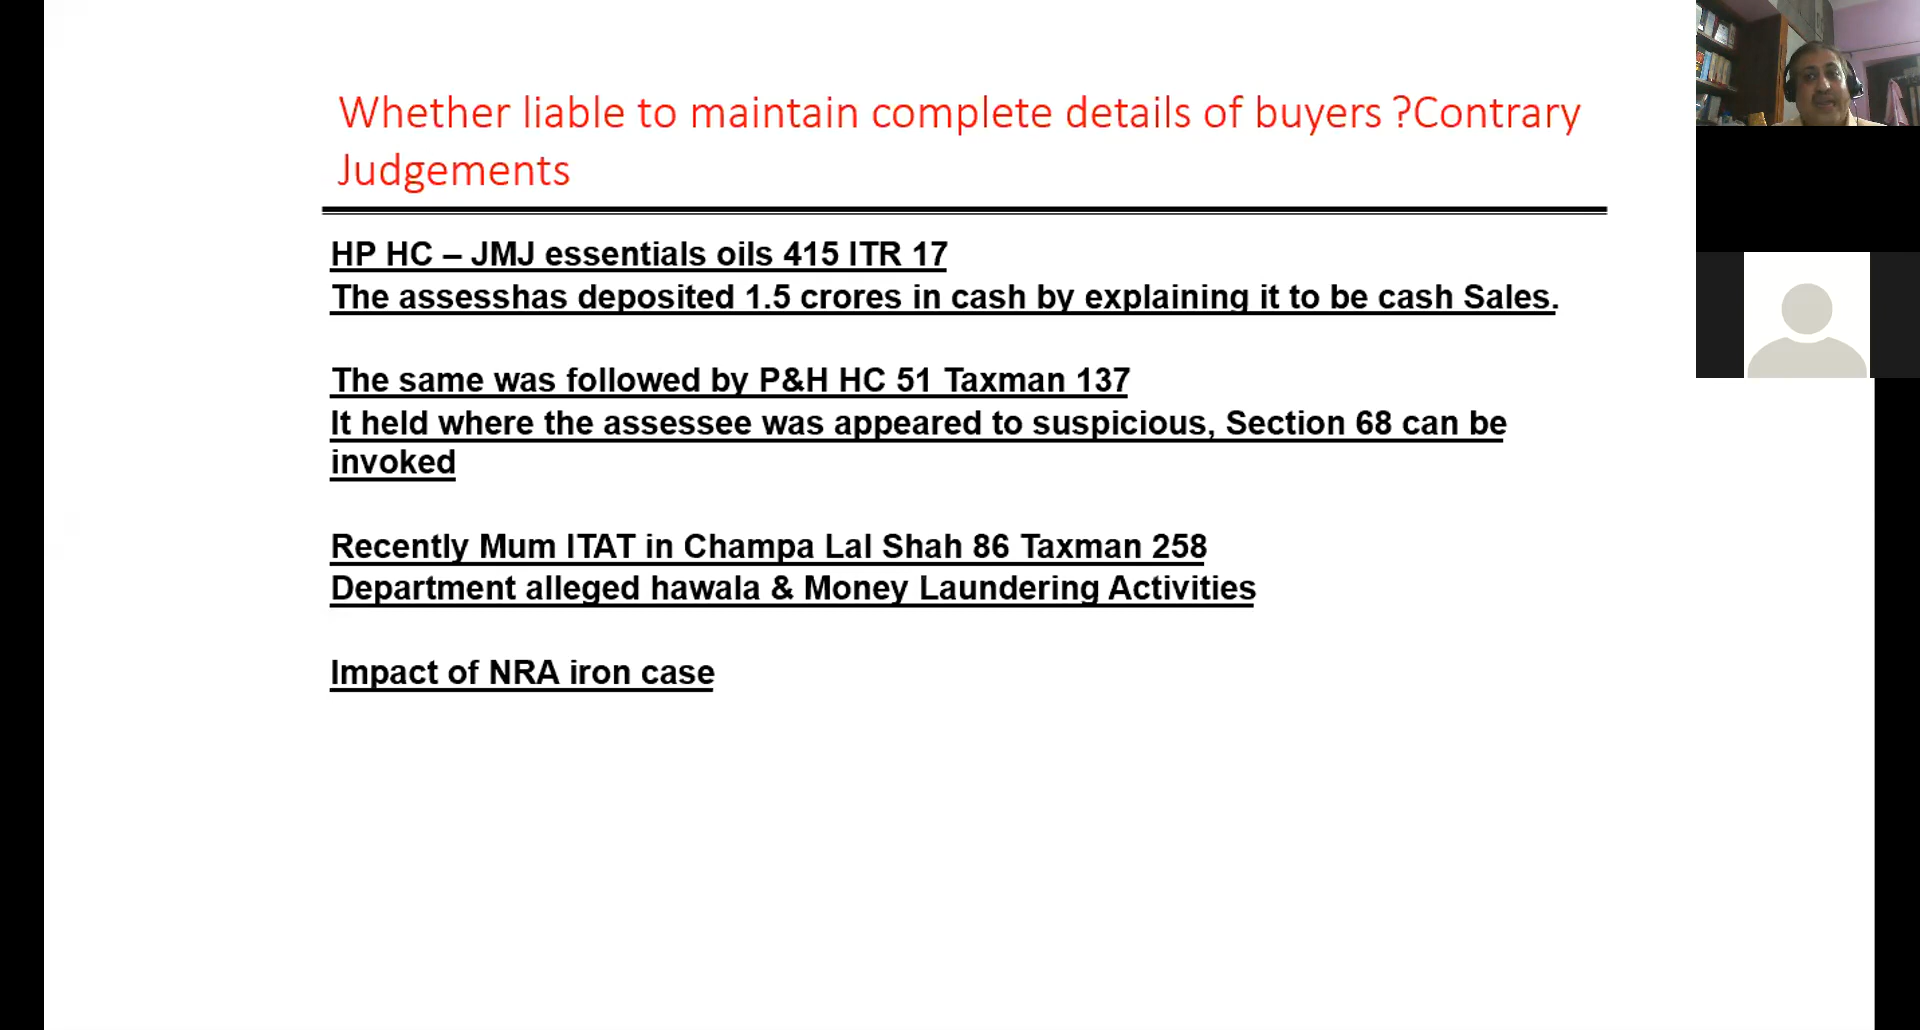 Whether liable to maintain complete details of buyers ?Contrary
Judgements
HP HC – JMJ essentials oils 415 ITR 17
The assesshas deposited 1.5 crores in cash by explaining it to be cash Sales.
The same was followed by P&H HC 51 Taxman 137
It held where the assessee was appeared to suspicious, Section 68 can be
invoked
Recently Mum ITAT in Champa Lal Shah 86 Taxman 258
Department alleged hawala & Money Laundering Activities
Impact of NRA iron case